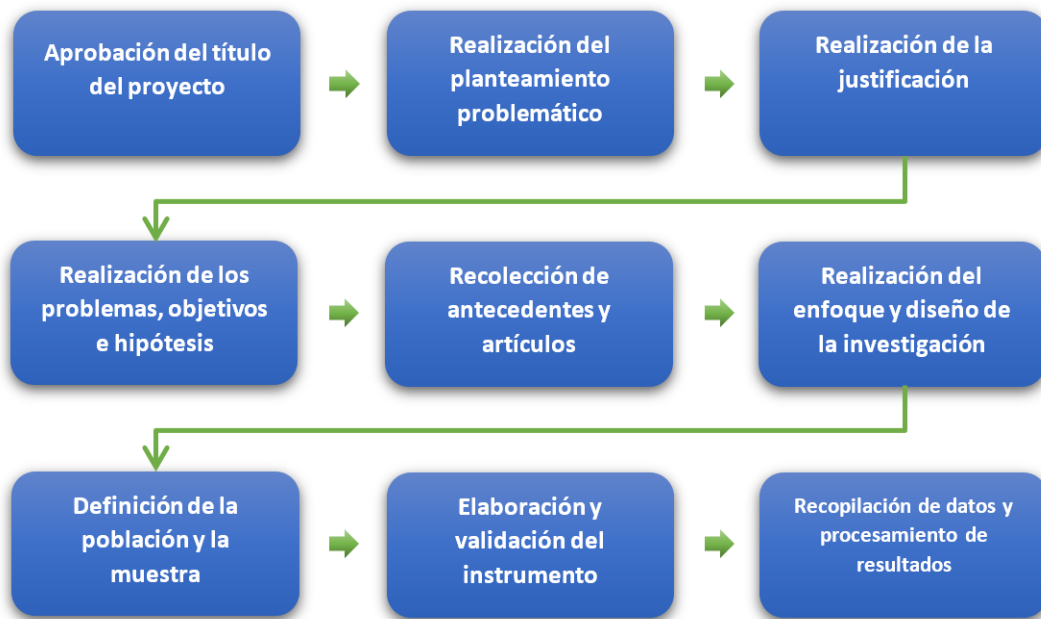 Aprobación del título
del proyecto
Realización del
planteamiento
problemático
Realización de la
justificación
Realización de los
problemas, objetivos
e hipótesis
Recolección de
antecedentes y
artículos
Realización del
enfoque y diseño de
la investigación
Definición de la
población y la
muestra
Elaboración y
validación del
instrumento
Recopilación de datos y
procesamiento de
resultados